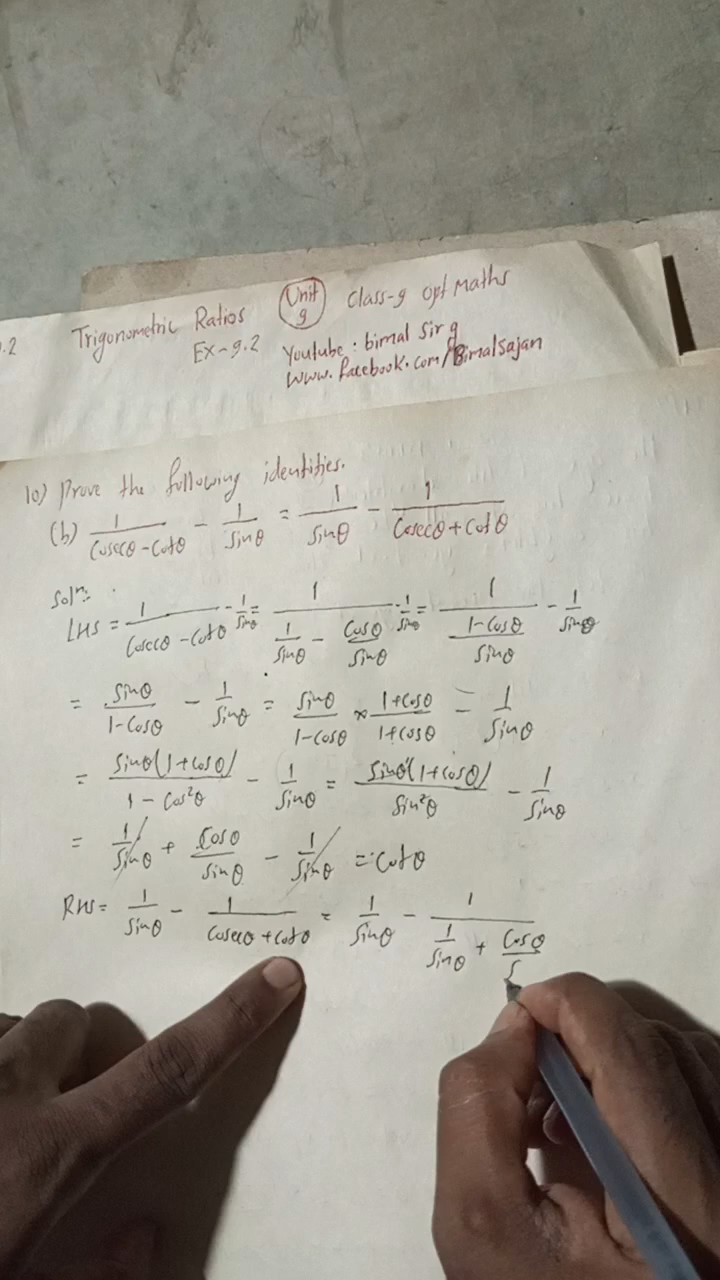 .2 Trigonometric Ratios Unit 9 Class-9 opt Maths
Ex-9.2 Youtube: bimal Sir g
www.facebook.com/Bimalsajan
10) Prove the following identities.
(b) 1/(Cosecθ-Cotθ) - 1/Sinθ = 1/Sinθ - 1/(Cosecθ+Cotθ)
Solⁿ:
LHS = 1/(Cosecθ-Cotθ) - 1/Sinθ = 1/(1/Sinθ - Cosθ/Sinθ) - 1/Sinθ = 1/((1-Cosθ)/Sinθ) - 1/Sinθ
= Sinθ/(1-Cosθ) - 1/Sinθ = Sinθ/(1-Cosθ) × (1+Cosθ)/(1+Cosθ) - 1/Sinθ
= Sinθ(1+Cosθ)/(1-Cos²θ) - 1/Sinθ = Sinθ(1+Cosθ)/Sin²θ - 1/Sinθ
= 1/Sinθ + Cosθ/Sinθ - 1/Sinθ = Cotθ
RHS = 1/Sinθ - 1/(Cosecθ+Cotθ) = 1/Sinθ - 1/(1/Sinθ + Cosθ/S